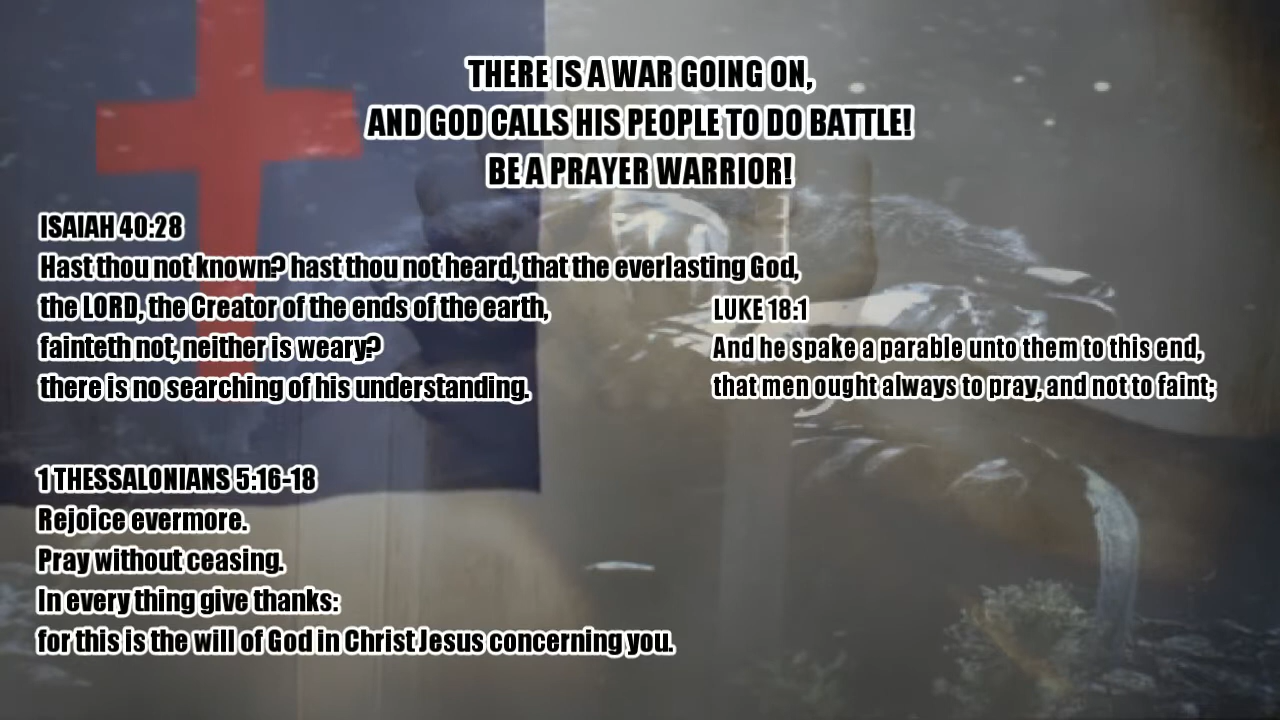 THERE IS A WAR GOING ON,
AND GOD CALLS HIS PEOPLE TO DO BATTLE!
BE A PRAYER WARRIOR!
ISAIAH 40:28
Hast thou not known? hast thou not heard, that the everlasting God,
the LORD, the Creator of the ends of the earth,
fainteth not, neither is weary?
there is no searching of his understanding.
LUKE 18:1
And he spake a parable unto them to this end,
that men ought always to pray, and not to faint;
1 THESSALONIANS 5:16-18
Rejoice evermore.
Pray without ceasing.
In every thing give thanks:
for this is the will of God in Christ Jesus concerning you.